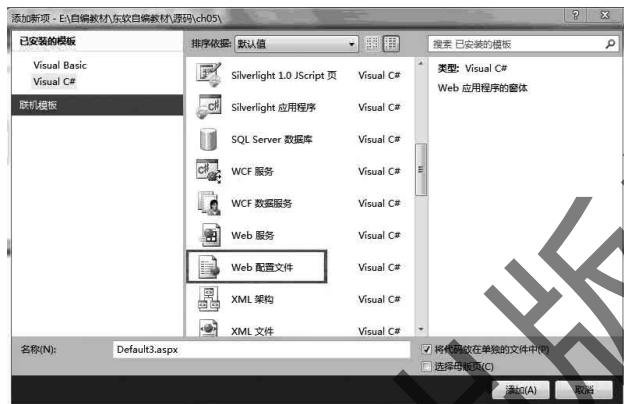 添加新项 - E:\自编教材\东软自编教材\源码\ch05\
已安装的模板
排序依据: 默认值
搜索 已安装的模板
Visual Basic
Visual C#
联机模板
Silverlight 1.0 JScript 页 Visual C#
Silverlight 应用程序 Visual C#
SQL Server 数据库 Visual C#
WCF 服务 Visual C#
WCF 数据服务 Visual C#
Web 服务 Visual C#
Web 配置文件 Visual C#
XML 架构 Visual C#
XML 文件 Visual C#
类型: Visual C#
Web 应用程序的窗体
名称(N): Default3.aspx
将代码放在单独的文件中(P)
选择母版页(C)
添加(A) 取消
版